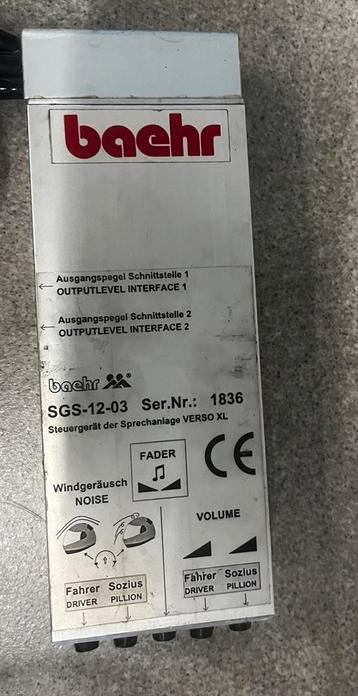 baehr
Ausgangspegel Schnittstelle 1
OUTPUTLEVEL INTERFACE 1
Ausgangspegel Schnittstelle 2
OUTPUTLEVEL INTERFACE 2
baehr ®
SGS-12-03 Ser.Nr.: 1836
Steuergerät der Sprechanlage VERSO XL
FADER
CE
Windgeräusch
NOISE
VOLUME
Fahrer Sozius
DRIVER PILLION
Fahrer Sozius
DRIVER PILLION